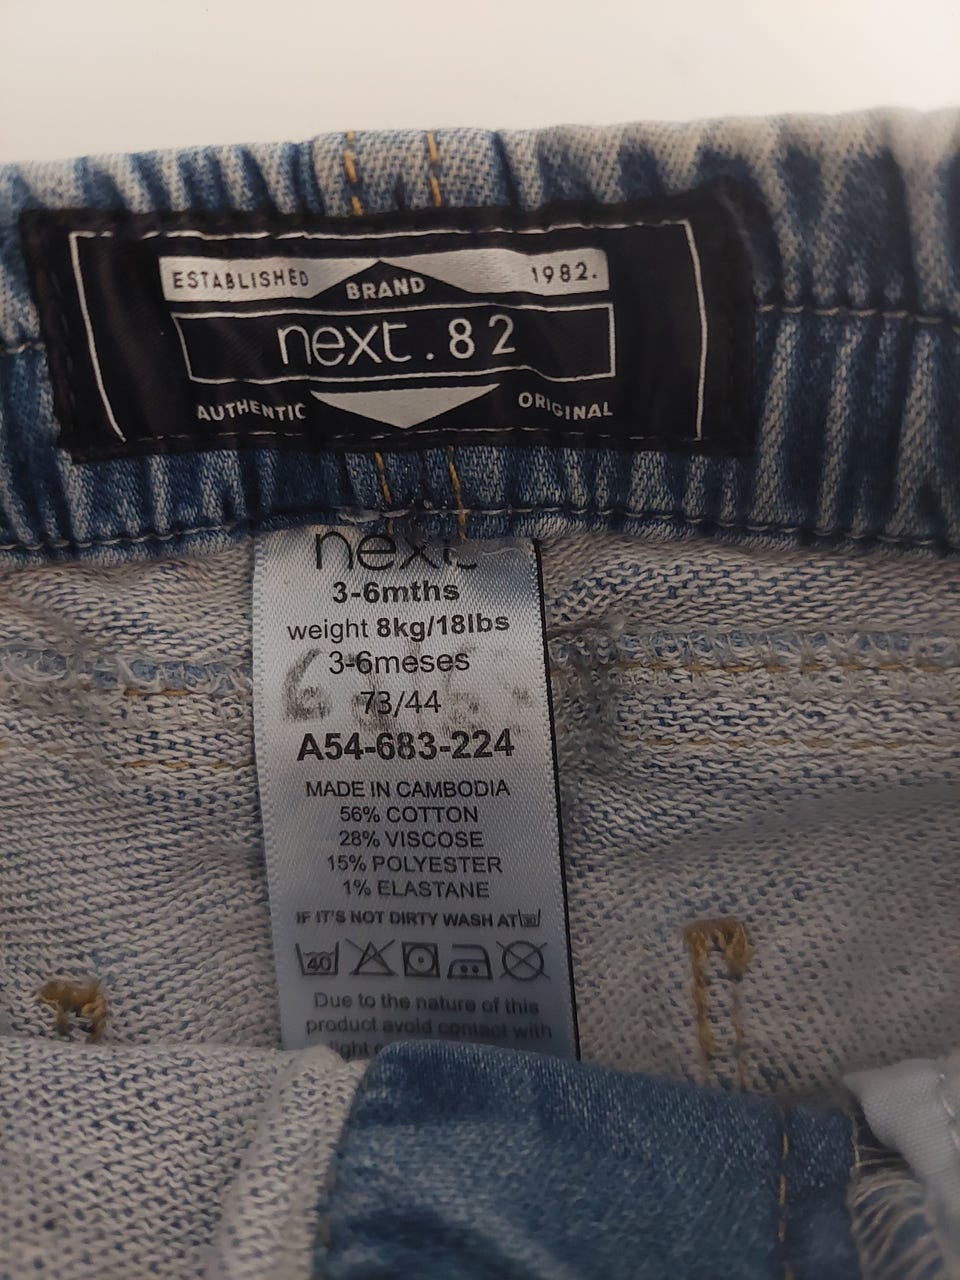 ESTABLISHED BRAND 1982.
next.82
AUTHENTIC ORIGINAL
next
3-6mths
weight 8kg/18lbs
3-6meses
73/44
A54-683-224
MADE IN CAMBODIA
56% COTTON
28% VISCOSE
15% POLYESTER
1% ELASTANE
IF IT'S NOT DIRTY WASH AT
40
Due to the nature of this
product avoid contact with
light